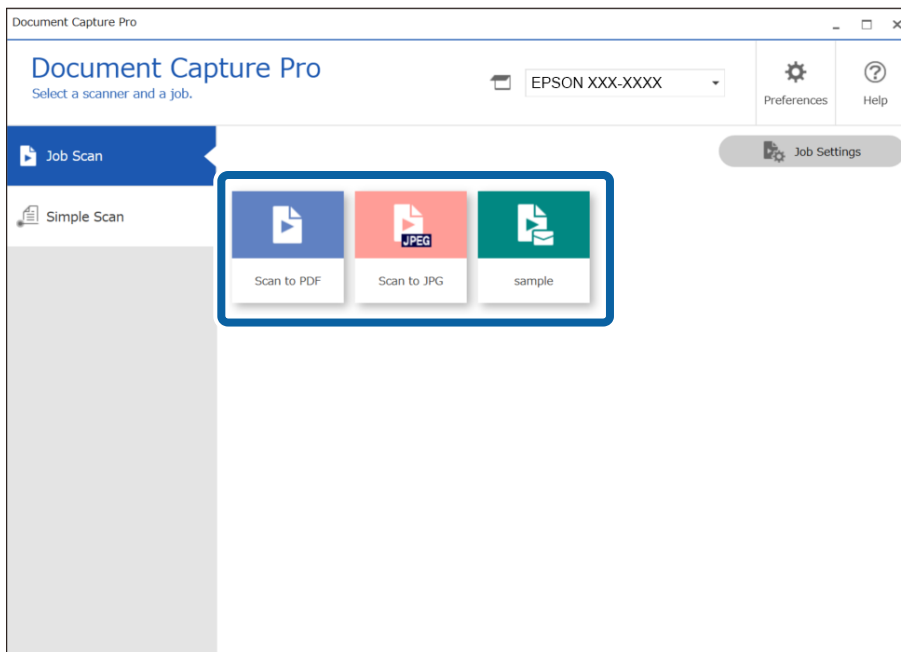 Document Capture Pro
Document Capture Pro
Select a scanner and a job.
EPSON XXX-XXXX
Preferences
Help
Job Scan
Job Settings
Simple Scan
JPEG
Scan to PDF
Scan to JPG
sample